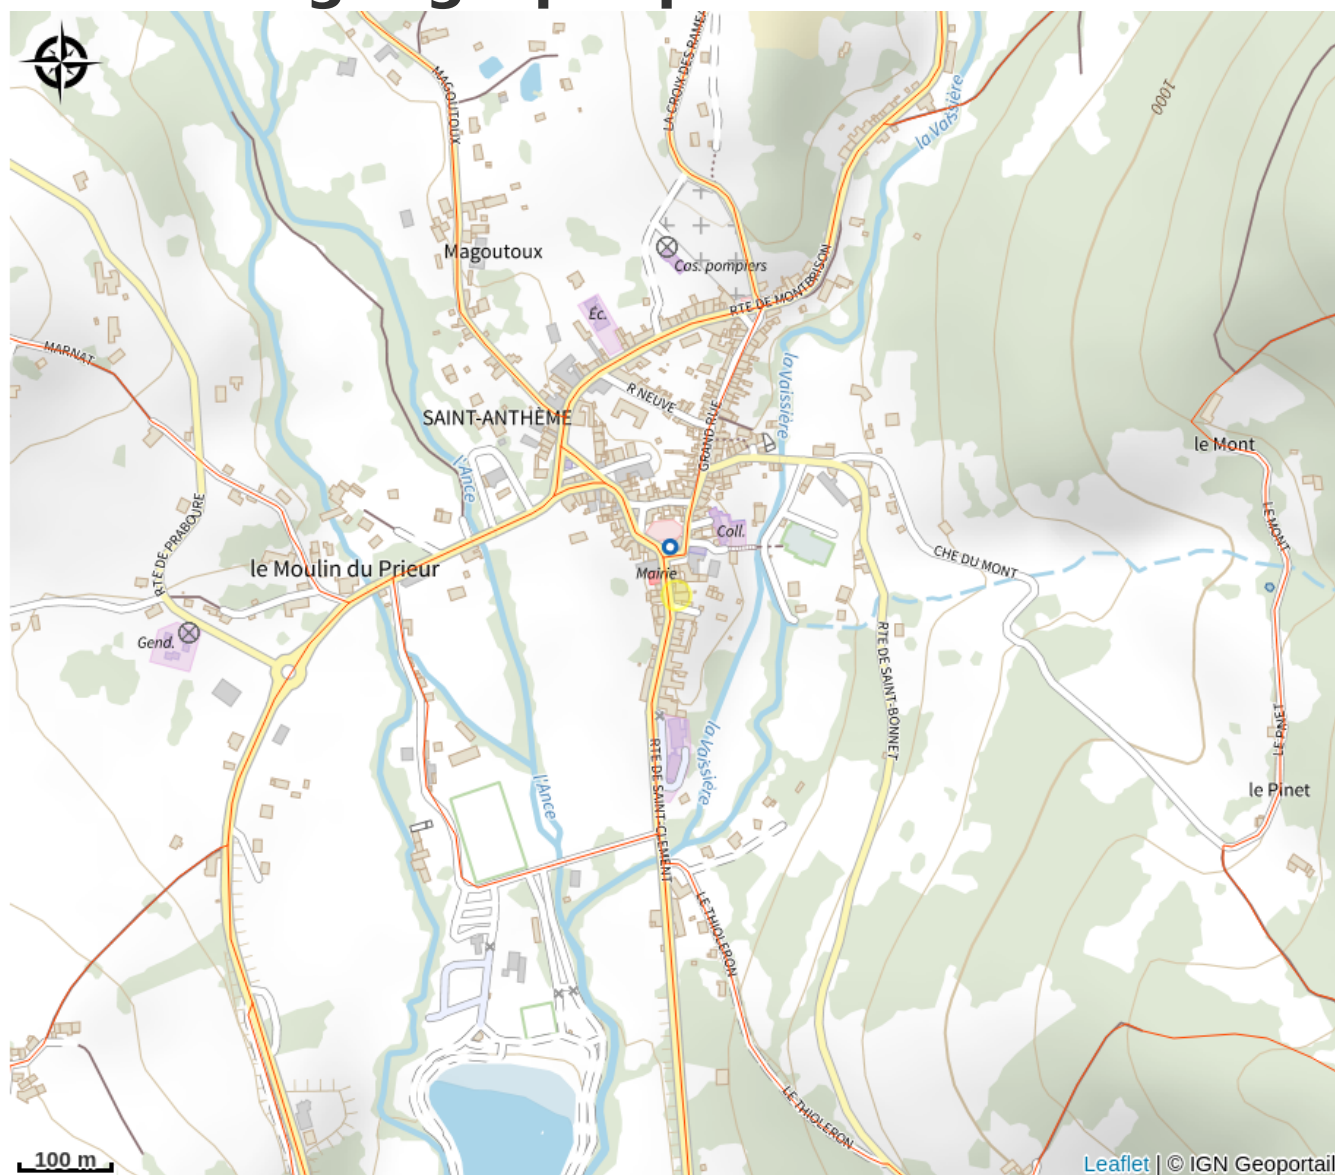 MAGOUTOUX
LA CROIX DES RAMEA
la Vaissière
1000
Magoutoux
Cas. pompiers
RTE DE MONTBRISON
Éc.
MARNAT
la Vaissière
R NEUVE
SAINT-ANTHÈME
GRAND RUE
le Mont
l'Ance
LE MONT
Coll.
RTE DE PRABOURE
CHE DU MONT
le Moulin du Prieur
Mairie
Gend.
RTE DE SAINT-BONNET
LE PINET
la Vaissière
l'Ance
RTE DE SAINT-CLEMENT
le Pinet
LE THIOLERON
LE THIOLERON
100 m
Leaflet | © IGN Geoportail